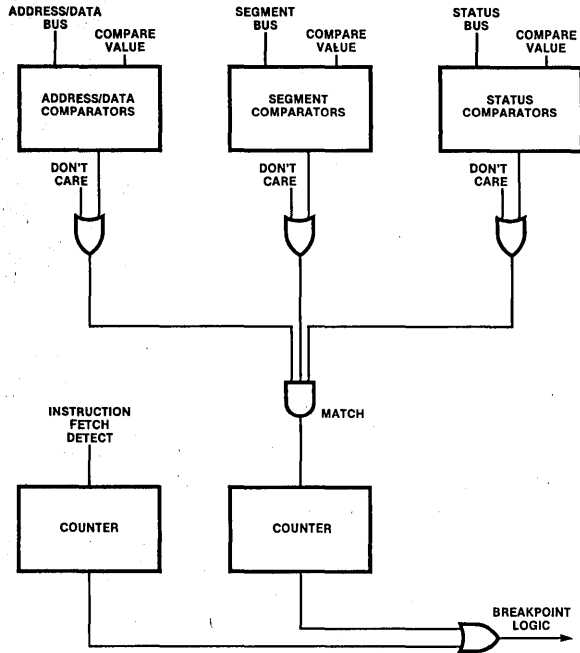 ADDRESS/DATA
BUS
COMPARE
VALUE
ADDRESS/DATA
COMPARATORS
DON'T
CARE
SEGMENT
BUS
COMPARE
VALUE
SEGMENT
COMPARATORS
DON'T
CARE
STATUS
BUS
COMPARE
VALUE
STATUS
COMPARATORS
DON'T
CARE
MATCH
INSTRUCTION
FETCH
DETECT
COUNTER
COUNTER
BREAKPOINT
LOGIC